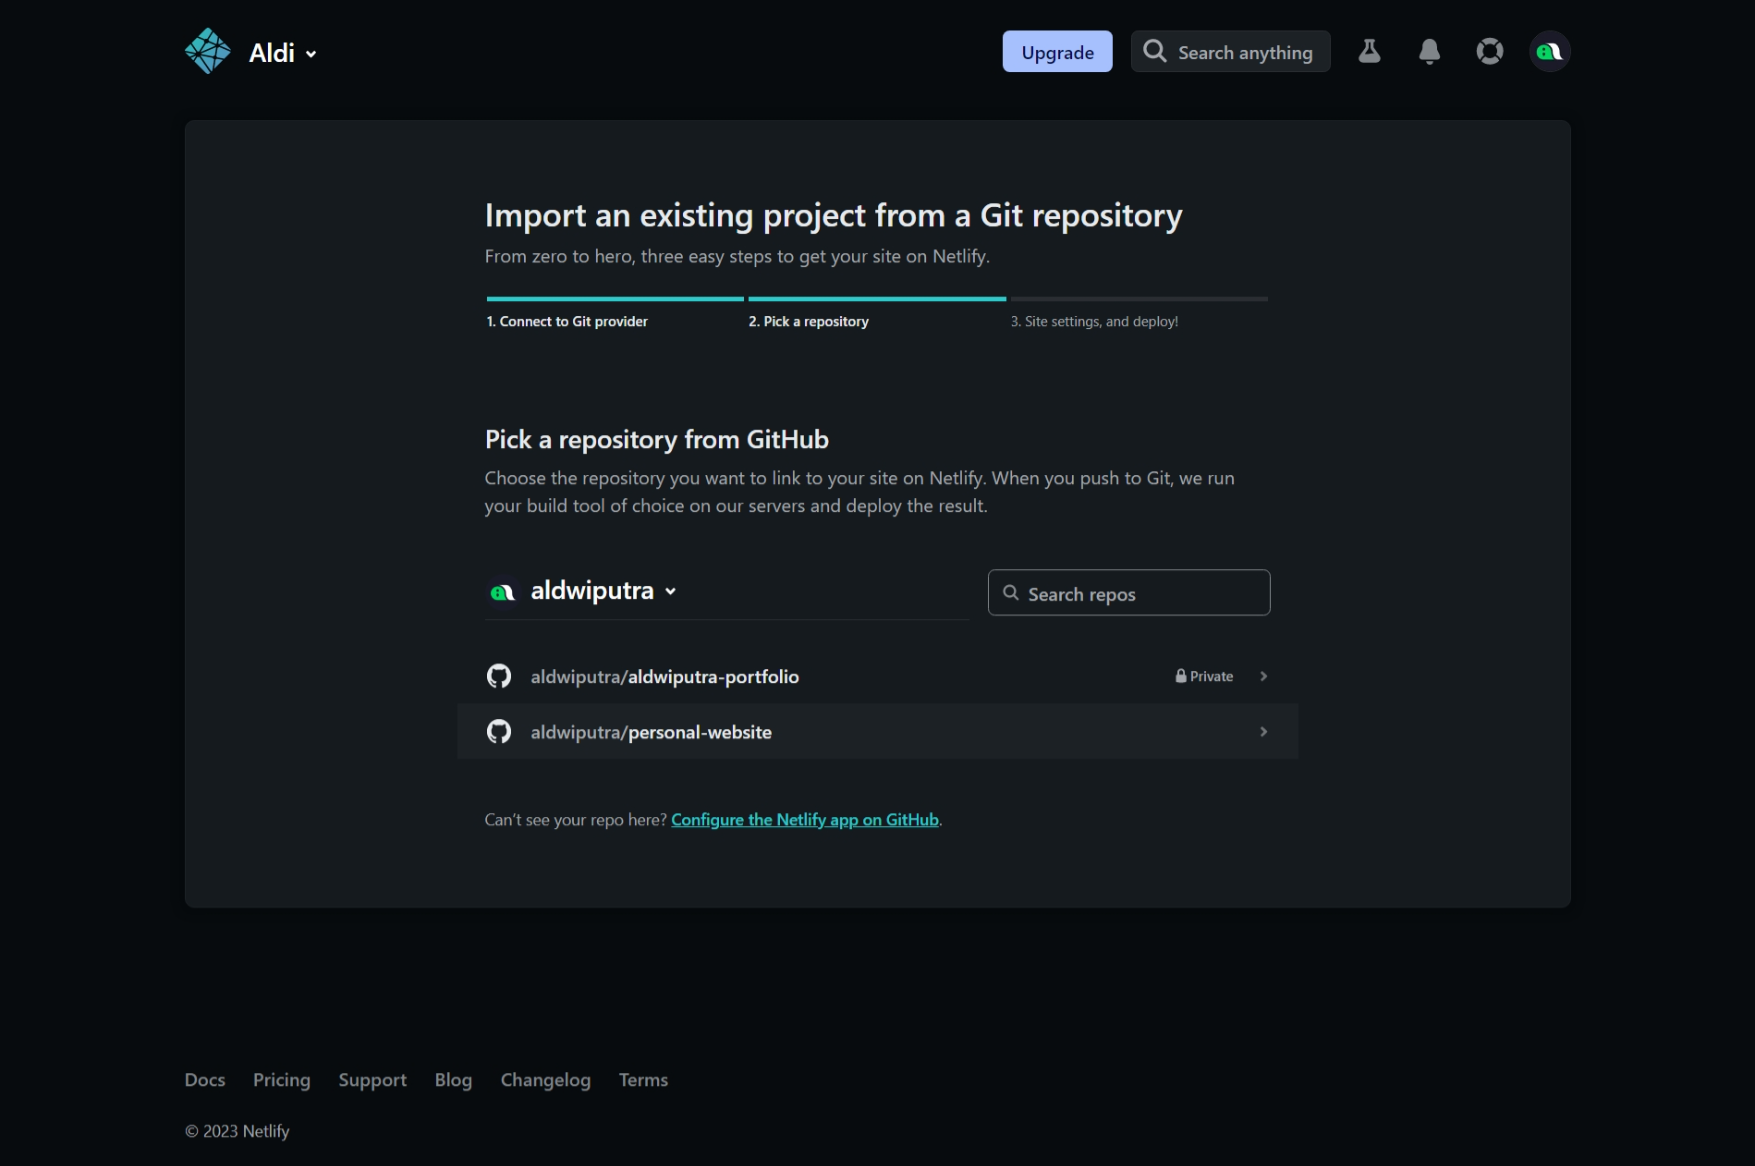 Aldi
Upgrade
Search anything
Import an existing project from a Git repository
From zero to hero, three easy steps to get your site on Netlify.
1. Connect to Git provider
2. Pick a repository
3. Site settings, and deploy!
Pick a repository from GitHub
Choose the repository you want to link to your site on Netlify. When you push to Git, we run
your build tool of choice on our servers and deploy the result.
aldwiputra
Search repos
aldwiputra/aldwiputra-portfolio
Private
aldwiputra/personal-website
Can’t see your repo here? Configure the Netlify app on GitHub.
Docs Pricing Support Blog Changelog Terms
© 2023 Netlify